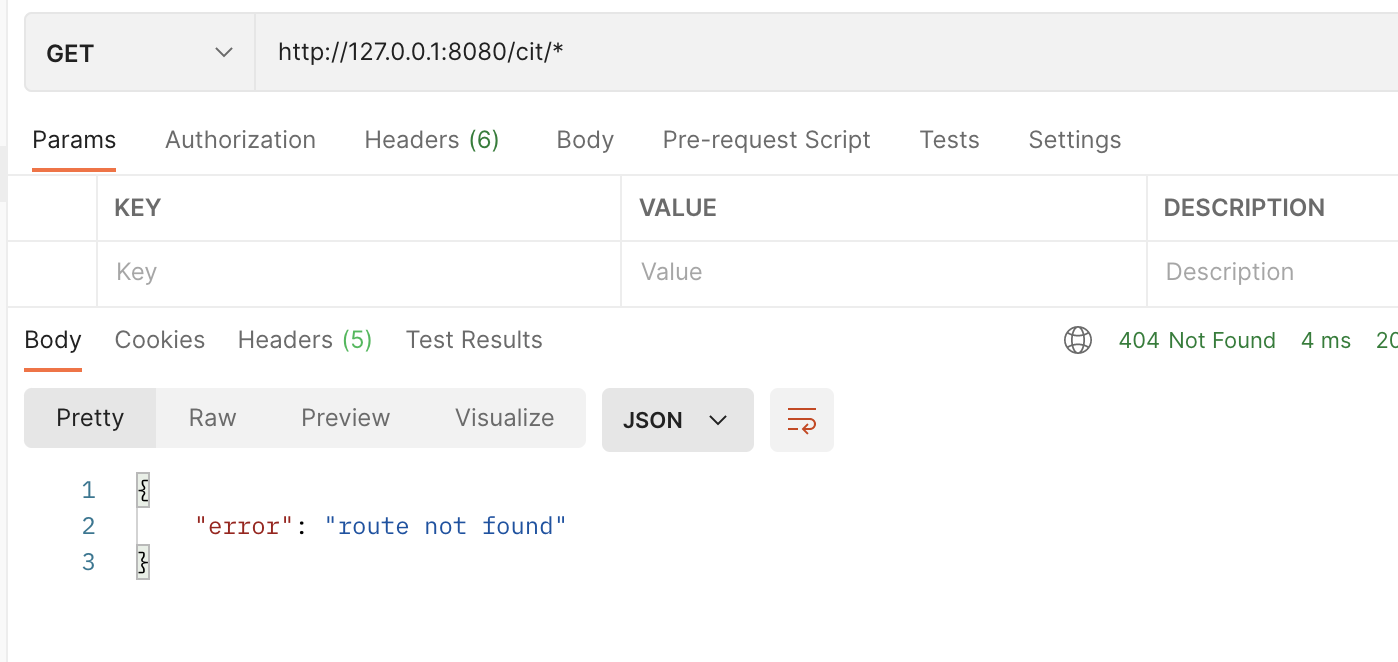 GET http://127.0.0.1:8080/cit/*
Params Authorization Headers (6) Body Pre-request Script Tests Settings
KEY VALUE DESCRIPTION
Key Value Description
Body Cookies Headers (5) Test Results 404 Not Found 4 ms 20
Pretty Raw Preview Visualize JSON
1 {
2 "error": "route not found"
3 }